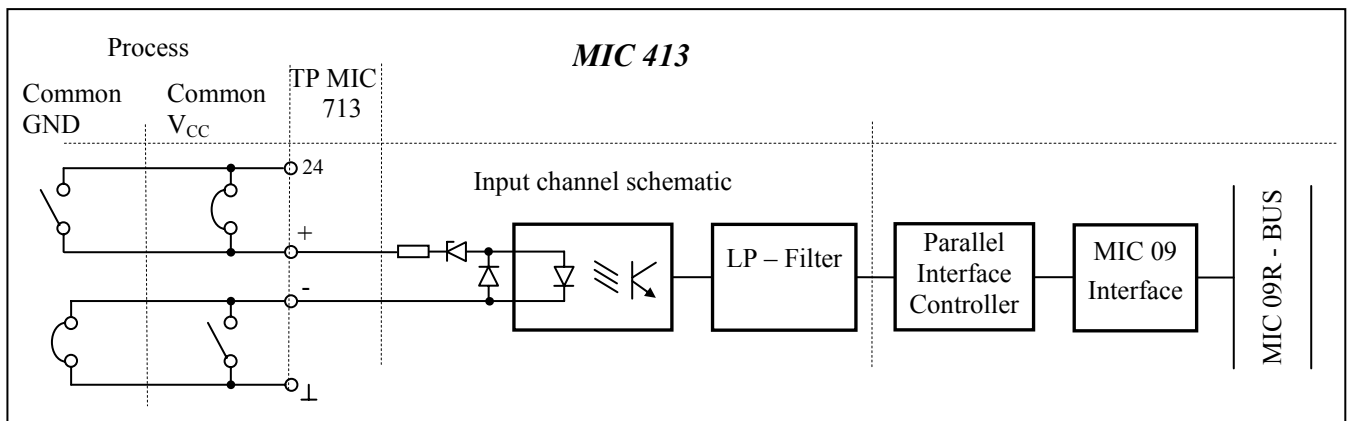 Process
MIC 413
TP MIC
713
Common
GND
Common
VCC
24
Input channel schematic
+
-
⊥
LP – Filter
Parallel
Interface
Controller
MIC 09
Interface
MIC 09R - BUS